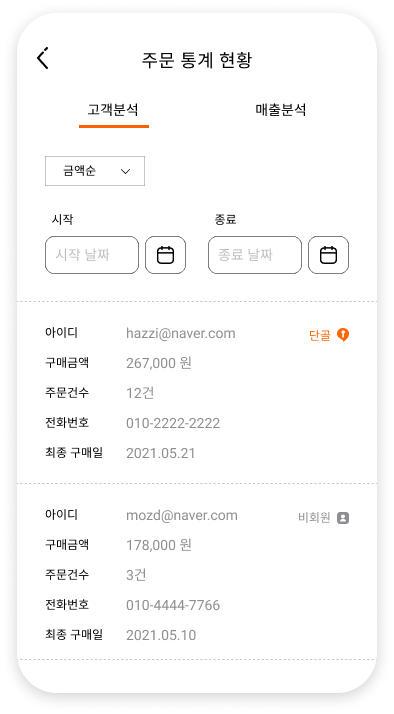 주문 통계 현황
고객분석 매출분석
금액순
시작 종료
시작 날짜 종료 날짜
아이디 hazzi@naver.com 단골
구매금액 267,000 원
주문건수 12건
전화번호 010-2222-2222
최종 구매일 2021.05.21
아이디 mozd@naver.com 비회원
구매금액 178,000 원
주문건수 3건
전화번호 010-4444-7766
최종 구매일 2021.05.10